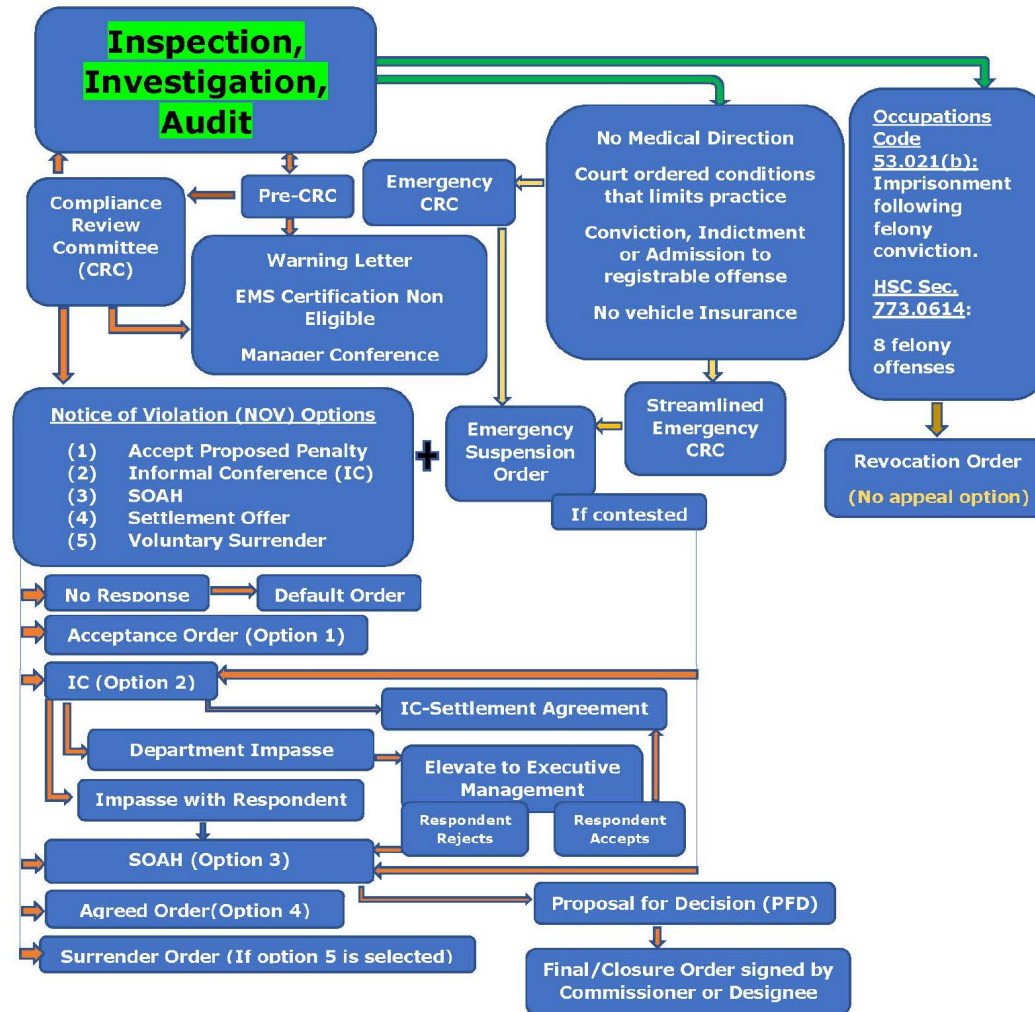 Inspection,
Investigation,
Audit
Compliance
Review
Committee
(CRC)
Pre-CRC
Warning Letter
EMS Certification Non
Eligible
Manager Conference
Emergency
CRC
No Medical Direction
Court ordered conditions
that limits practice
Conviction, Indictment
or Admission to
registrable offense
No vehicle Insurance
Occupations
Code
53.021(b):
Imprisonment
following
felony
conviction.
HSC Sec.
773.0614:
8 felony
offenses
Notice of Violation (NOV) Options
(1) Accept Proposed Penalty
(2) Informal Conference (IC)
(3) SOAH
(4) Settlement Offer
(5) Voluntary Surrender
+
Emergency
Suspension
Order
Streamlined
Emergency
CRC
Revocation Order
(No appeal option)
If contested
No Response
Default Order
Acceptance Order (Option 1)
IC (Option 2)
IC-Settlement Agreement
Department Impasse
Elevate to Executive
Management
Impasse with Respondent
Respondent
Rejects
Respondent
Accepts
SOAH (Option 3)
Agreed Order(Option 4)
Proposal for Decision (PFD)
Surrender Order (If option 5 is selected)
Final/Closure Order signed by
Commissioner or Designee